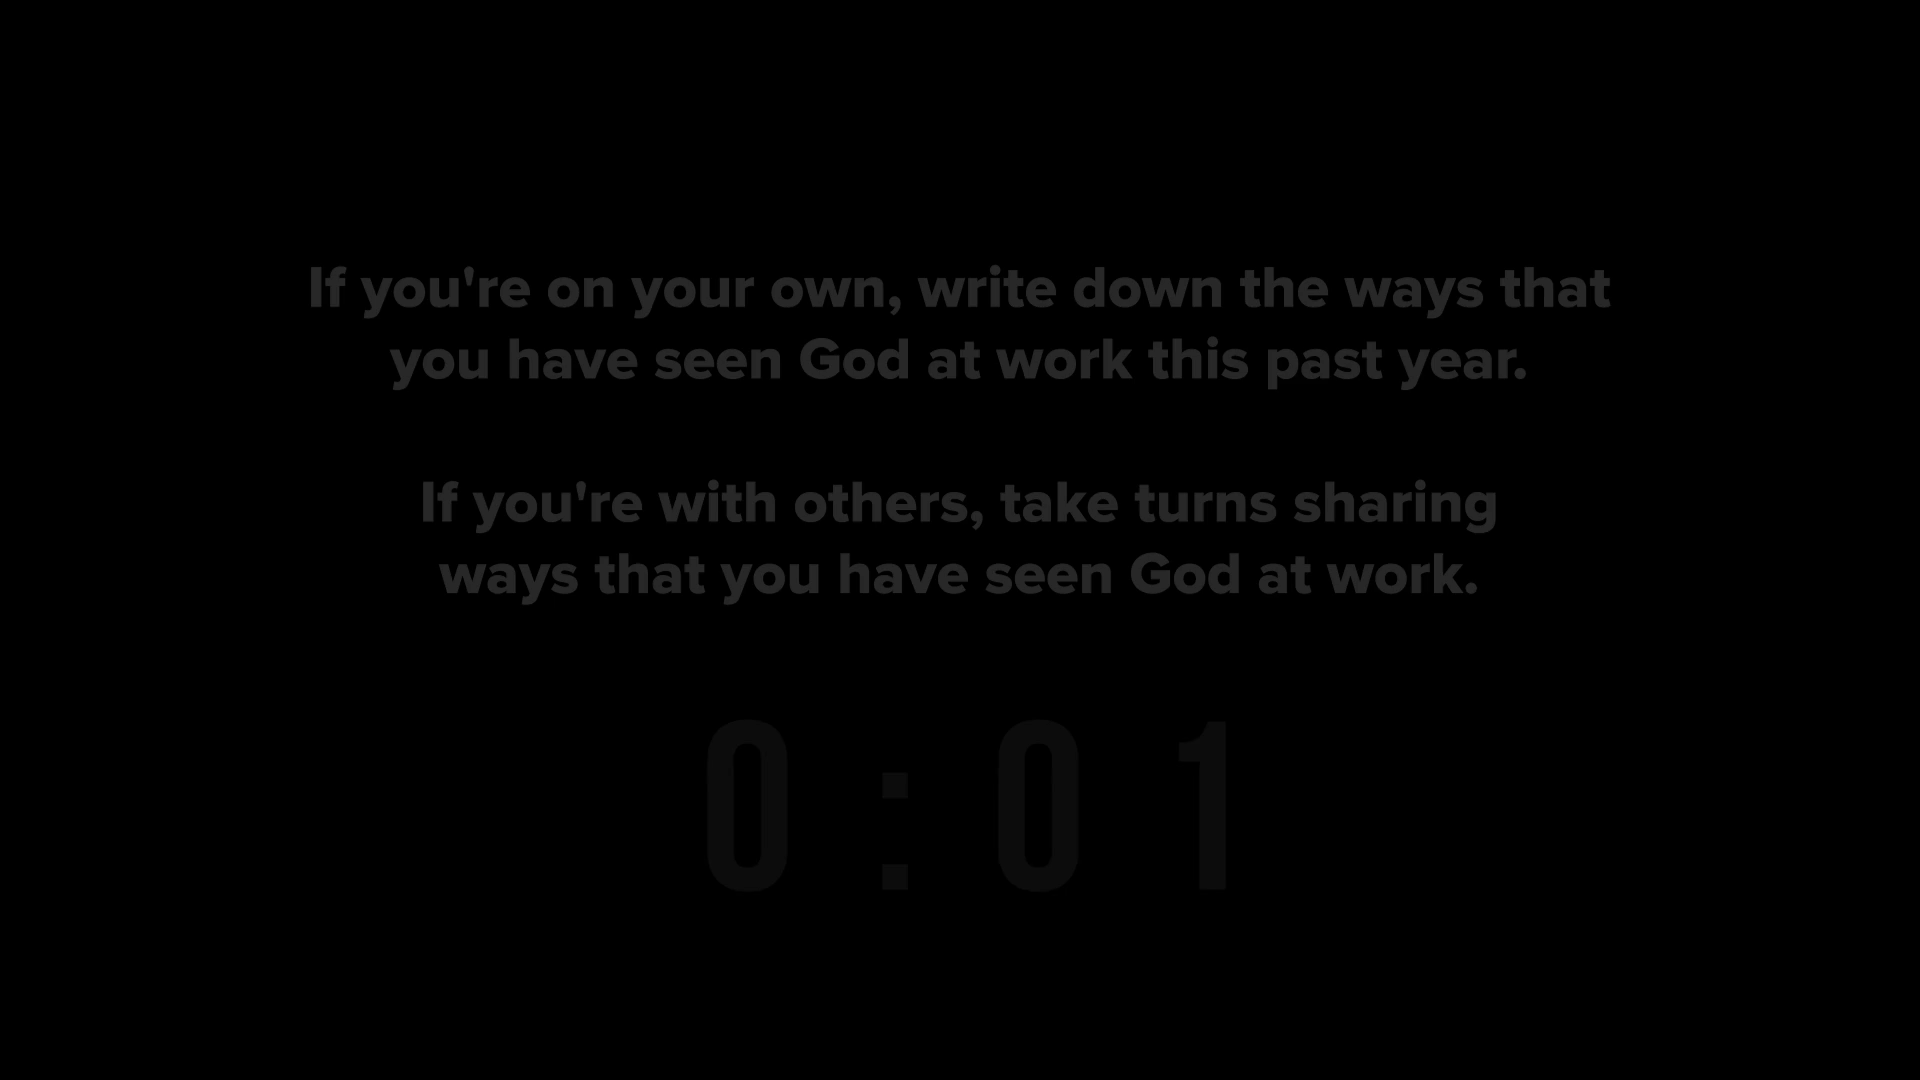 If you're on your own, write down the ways that
you have seen God at work this past year.
If you're with others, take turns sharing
ways that you have seen God at work.
0:01